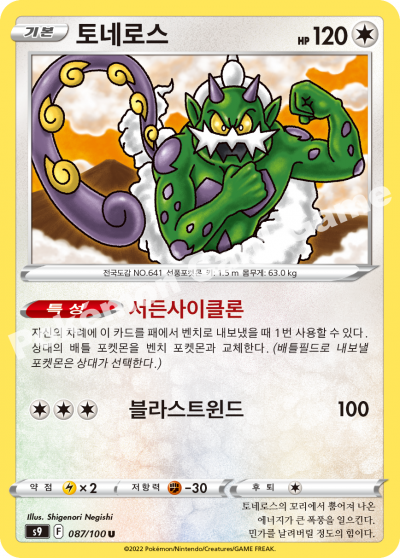 기본 토네로스 HP 120
전국도감 NO.641 선풍포켓몬 키: 1.5 m 몸무게: 63.0 kg
특성 서든사이클론
자신의 차례에 이 카드를 패에서 벤치로 내보냈을 때 1번 사용할 수 있다.
상대의 배틀 포켓몬을 벤치 포켓몬과 교체한다. (배틀필드로 내보낼
포켓몬은 상대가 선택한다.)
블라스트윈드 100
약점 ×2 저항력 -30 후퇴
Illus. Shigenori Negishi
s9 F 087/100 U
토네로스의 꼬리에서 뿜어져 나온
에너지가 큰 폭풍을 일으킨다.
민가를 날려버릴 정도의 힘이다.
©2022 Pokémon/Nintendo/Creatures/GAME FREAK.